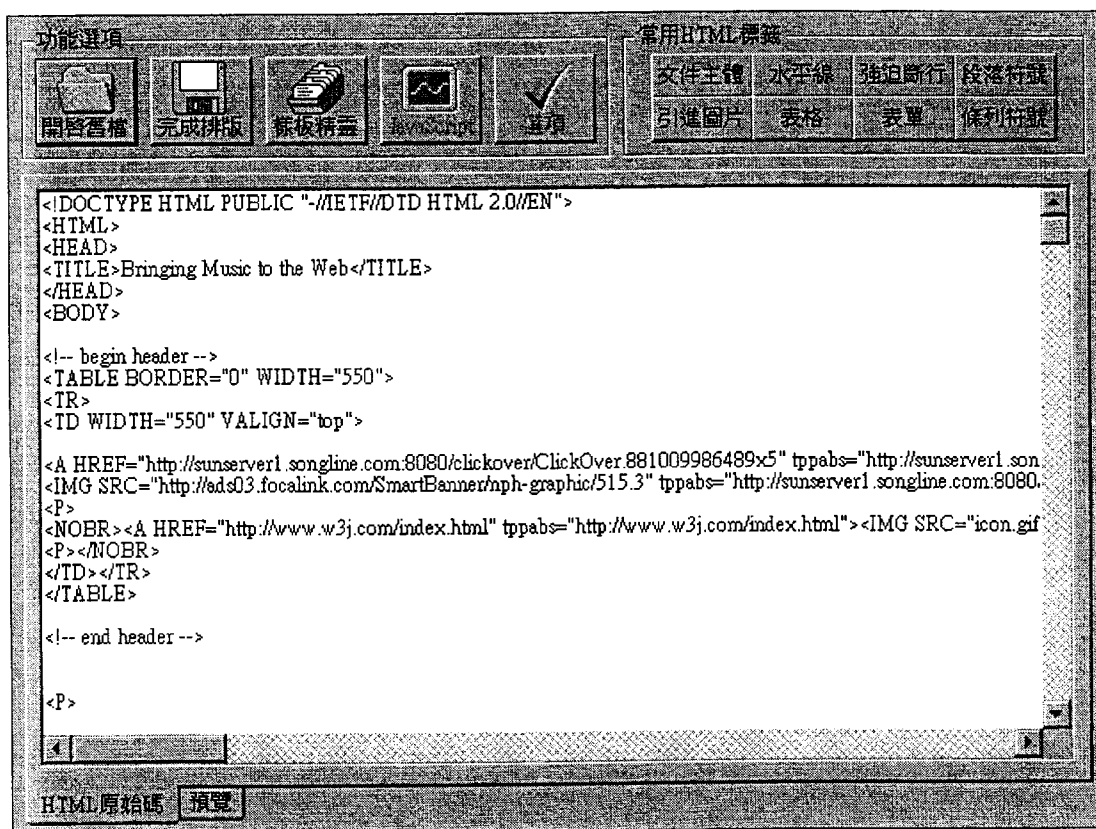 功能選項
常用HTML標籤
開啓舊檔 完成排版 樣板精靈 JavaScript 選項
文件主體 水平線 強迫斷行 段落符號
引進圖片 表格 表單 條列符號
<!DOCTYPE HTML PUBLIC "-//IETF//DTD HTML 2.0//EN">
<HTML>
<HEAD>
<TITLE>Bringing Music to the Web</TITLE>
</HEAD>
<BODY>
<!-- begin header -->
<TABLE BORDER="0" WIDTH="550">
<TR>
<TD WIDTH="550" VALIGN="top">
<A HREF="http://sunserver1.songline.com:8080/clickover/ClickOver.881009986489x5" tppabs="http://sunserver1.son
<IMG SRC="http://ads03.focalink.com/SmartBanner/nph-graphic/515.3" tppabs="http://sunserver1.songline.com:8080.
<P>
<NOBR><A HREF="http://www.w3j.com/index.html" tppabs="http://www.w3j.com/index.html"><IMG SRC="icon.gif
<P></NOBR>
</TD></TR>
</TABLE>
<!-- end header -->
<P>
HTML原始碼 預覽